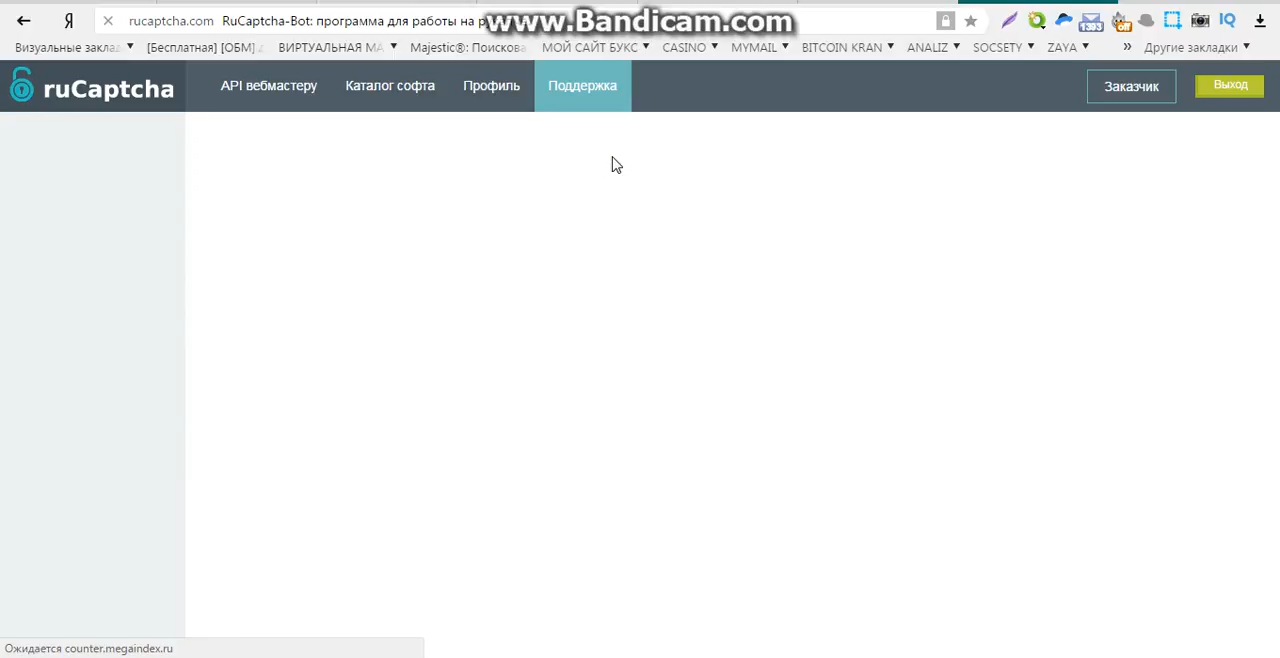 Я rucaptcha.com RuCaptcha-Bot: программа для работы на р
www.Bandicam.com
Визуальные заклад [Бесплатная] [ОБМ] ВИРТУАЛЬНАЯ МА Majestic®: Поискова МОЙ САЙТ БУКС CASINO MYMAIL BITCOIN KRAN ANALIZ SOCSETY ZAYA » Другие закладки
ruCaptcha API вебмастеру Каталог софта Профиль Поддержка Заказчик Выход
Ожидается counter.megaindex.ru